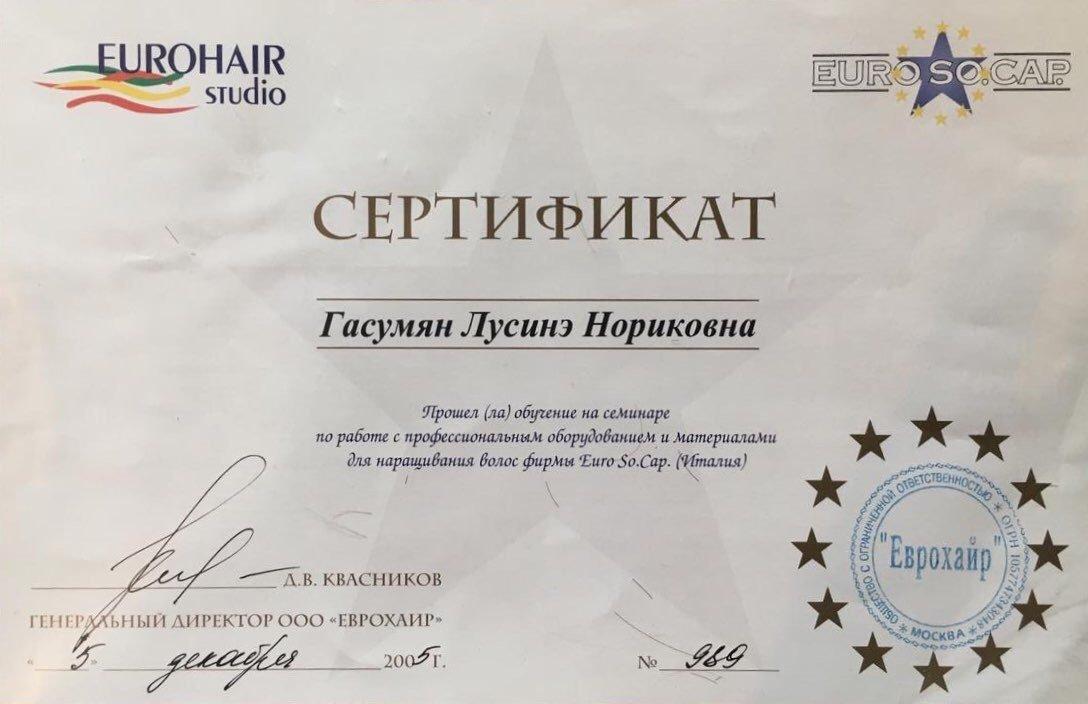 EUROHAIR
studio
EURO SO.CAP.
СЕРТИФИКАТ
Гасумян Лусинэ Нориковна
Прошел (ла) обучение на семинаре
по работе с профессиональным оборудованием и материалами
для наращивания волос фирмы Euro So.Cap. (Италия)
Д.В. КВАСНИКОВ
ГЕНЕРАЛЬНЫЙ ДИРЕКТОР ООО «ЕВРОХАИР»
«5» декабря 2005 г.
№ 989
ОБЩЕСТВО С ОГРАНИЧЕННОЙ ОТВЕТСТВЕННОСТЬЮ * ОГРН 1057747343048 *
"Еврохайр"
* МОСКВА *